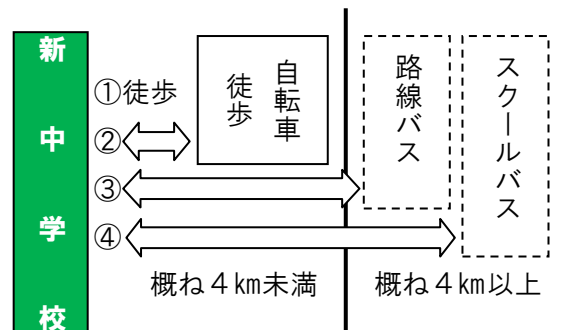 新中学校
①徒歩
②
③
④
自転車
徒歩
路線バス
スクールバス
概ね４㎞未満
概ね４㎞以上